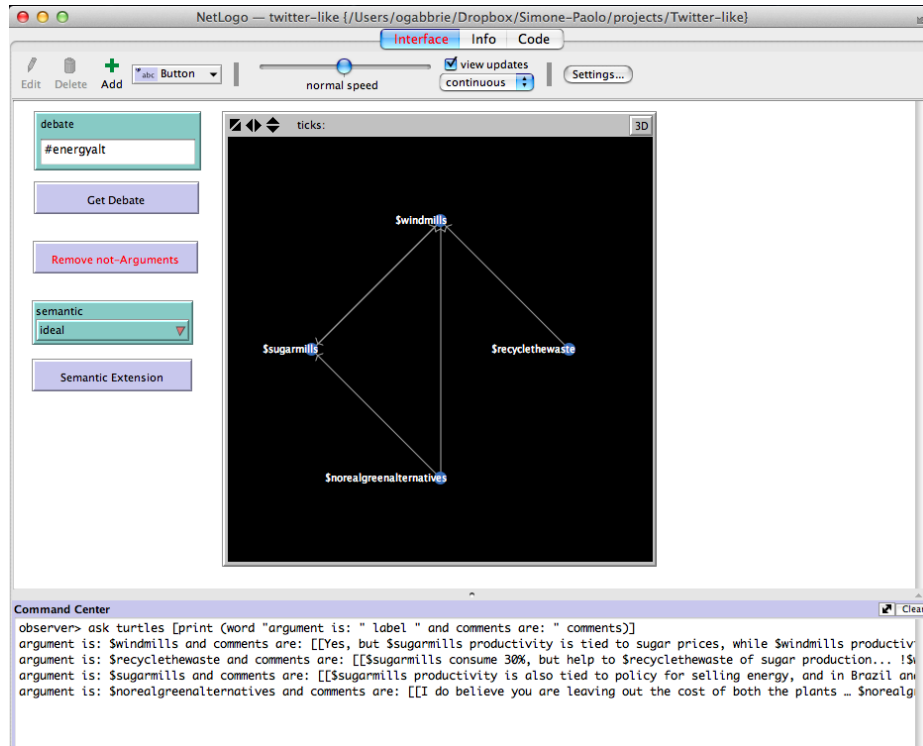 NetLogo — twitter-like {/Users/ogabbrie/Dropbox/Simone-Paolo/projects/Twitter-like}
Interface Info Code
Edit Delete Add
abc Button
normal speed
view updates
continuous
Settings...
debate
#energyalt
Get Debate
Remove not-Arguments
semantic
ideal
Semantic Extension
ticks:
3D
$windmills
$sugarmills
$recyclethewaste
$norealgreenalternatives
Command Center
Clear
observer> ask turtles [print (word "argument is: " label " and comments are: " comments)]
argument is: $windmills and comments are: [[Yes, but $sugarmills productivity is tied to sugar prices, while $windmills productiv
argument is: $recyclethewaste and comments are: [[$sugarmills consume 30%, but help to $recyclethewaste of sugar production... !$w
argument is: $sugarmills and comments are: [[$sugarmills productivity is also tied to policy for selling energy, and in Brazil an
argument is: $norealgreenalternatives and comments are: [[I do believe you are leaving out the cost of both the plants … $norealg